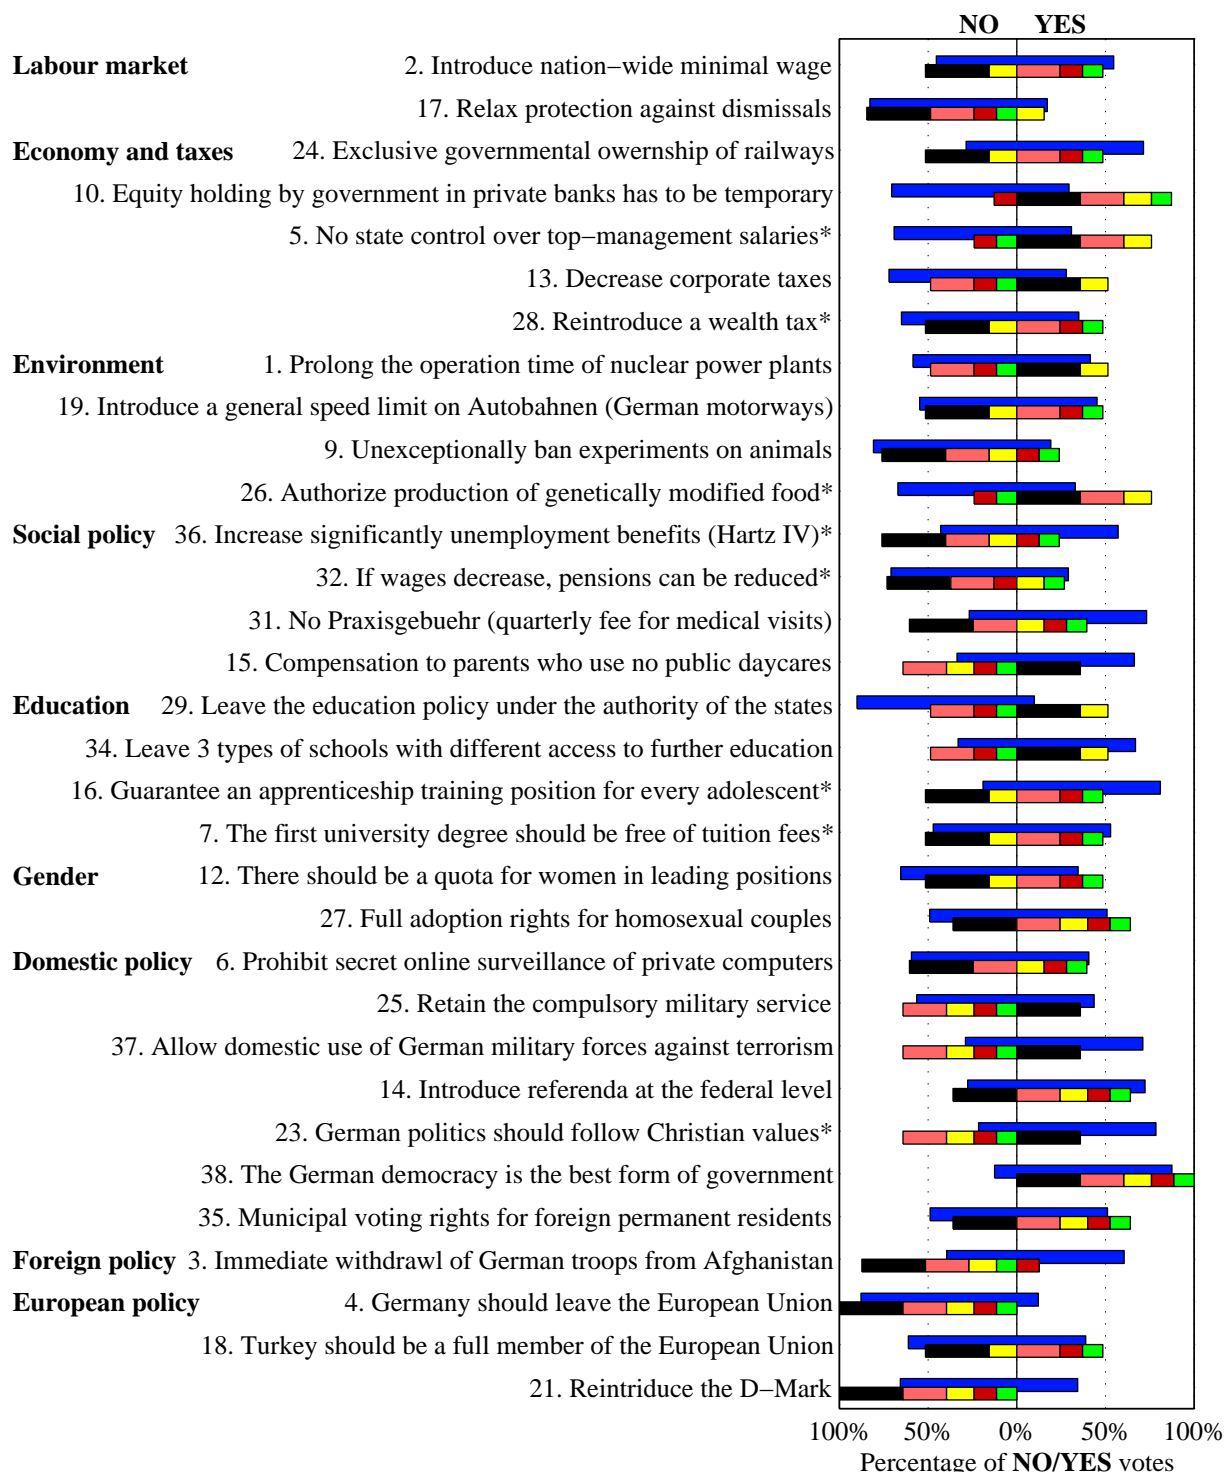 NO YES
Labour market 2. Introduce nation−wide minimal wage
17. Relax protection against dismissals
Economy and taxes 24. Exclusive governmental owernship of railways
10. Equity holding by government in private banks has to be temporary
5. No state control over top−management salaries*
13. Decrease corporate taxes
28. Reintroduce a wealth tax*
Environment 1. Prolong the operation time of nuclear power plants
19. Introduce a general speed limit on Autobahnen (German motorways)
9. Unexceptionally ban experiments on animals
26. Authorize production of genetically modified food*
Social policy 36. Increase significantly unemployment benefits (Hartz IV)*
32. If wages decrease, pensions can be reduced*
31. No Praxisgebuehr (quarterly fee for medical visits)
15. Compensation to parents who use no public daycares
Education 29. Leave the education policy under the authority of the states
34. Leave 3 types of schools with different access to further education
16. Guarantee an apprenticeship training position for every adolescent*
7. The first university degree should be free of tuition fees*
Gender 12. There should be a quota for women in leading positions
27. Full adoption rights for homosexual couples
Domestic policy 6. Prohibit secret online surveillance of private computers
25. Retain the compulsory military service
37. Allow domestic use of German military forces against terrorism
14. Introduce referenda at the federal level
23. German politics should follow Christian values*
38. The German democracy is the best form of government
35. Municipal voting rights for foreign permanent residents
Foreign policy 3. Immediate withdrawl of German troops from Afghanistan
European policy 4. Germany should leave the European Union
18. Turkey should be a full member of the European Union
21. Reintriduce the D−Mark
100% 50% 0% 50% 100%
Percentage of NO/YES votes